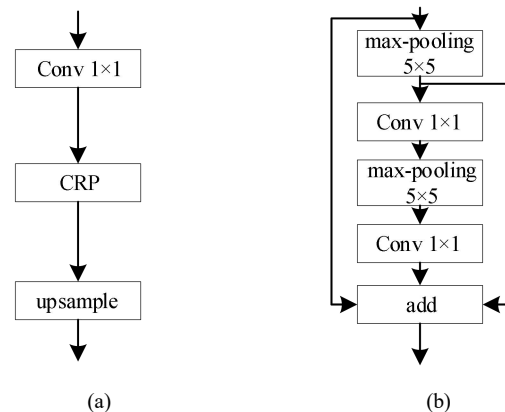 Conv 1×1
CRP
upsample
(a)
max-pooling
5×5
Conv 1×1
max-pooling
5×5
Conv 1×1
add
(b)